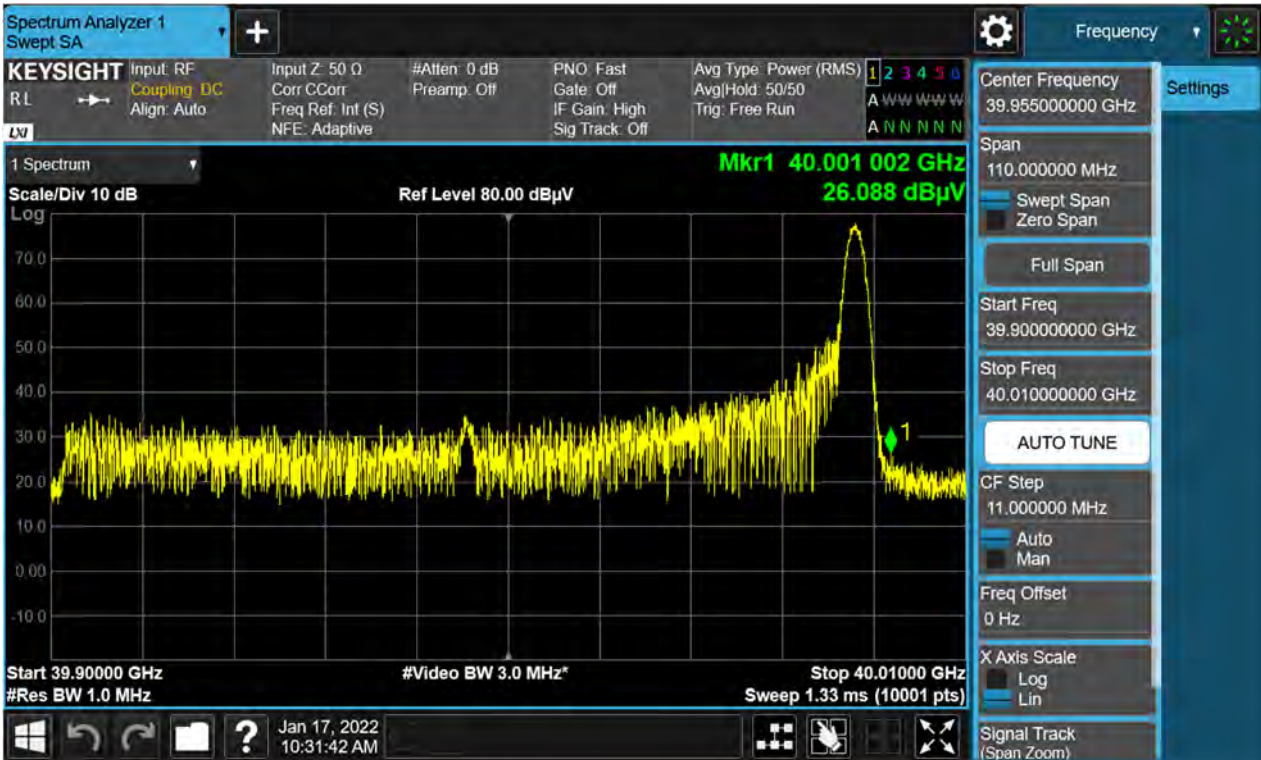 Spectrum Analyzer 1
Swept SA
Frequency
KEYSIGHT
R L
LXI
Input: RF
Coupling: DC
Align: Auto
Input Z: 50 Ω
Corr CCorr
Freq Ref: Int (S)
NFE: Adaptive
#Atten: 0 dB
Preamp: Off
PNO: Fast
Gate: Off
IF Gain: High
Sig Track: Off
Avg Type: Power (RMS)
Avg|Hold: 50/50
Trig: Free Run
1 2 3 4 5 6
A W W W W W
A N N N N N
1 Spectrum
Mkr1 40.001 002 GHz
26.088 dBµV
Scale/Div 10 dB
Ref Level 80.00 dBµV
Log
70.0
60.0
50.0
40.0
30.0
20.0
10.0
0.00
-10.0
1
Start 39.90000 GHz
#Video BW 3.0 MHz*
Stop 40.01000 GHz
#Res BW 1.0 MHz
Sweep 1.33 ms (10001 pts)
Center Frequency
39.955000000 GHz
Settings
Span
110.000000 MHz
Swept Span
Zero Span
Full Span
Start Freq
39.900000000 GHz
Stop Freq
40.010000000 GHz
AUTO TUNE
CF Step
11.000000 MHz
Auto
Man
Freq Offset
0 Hz
X Axis Scale
Log
Lin
Signal Track
(Span Zoom)
?
Jan 17, 2022
10:31:42 AM